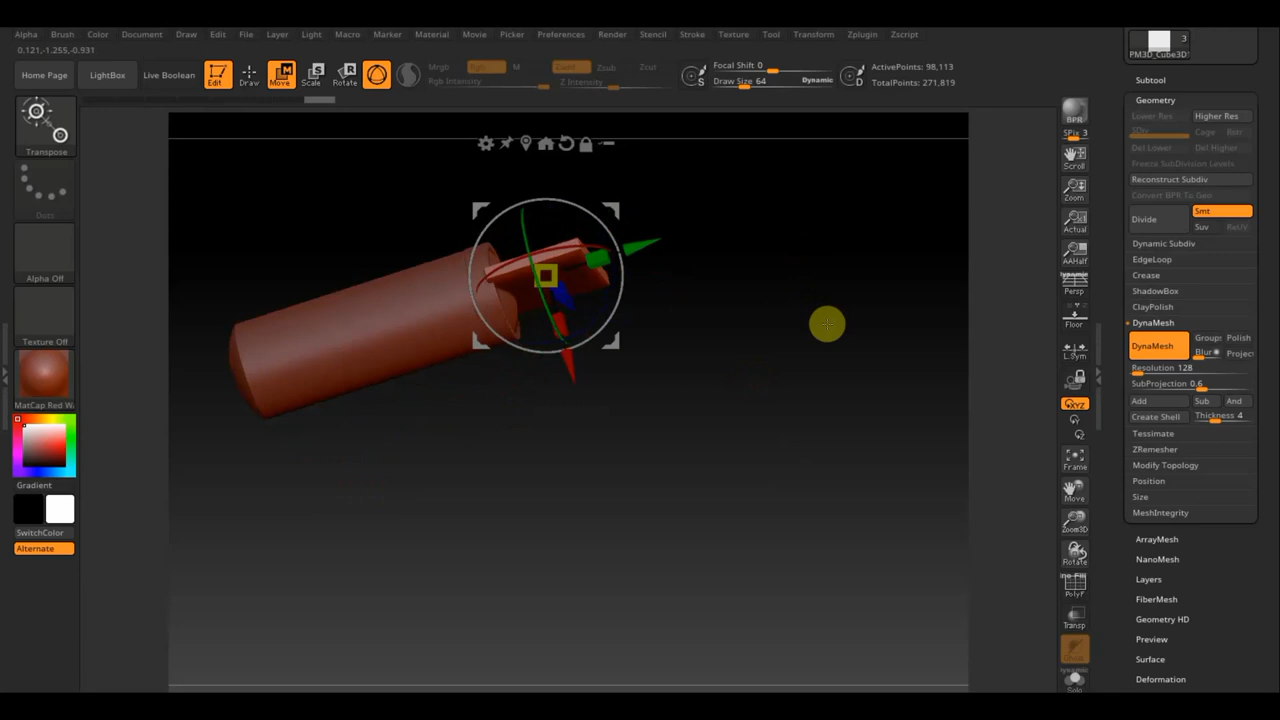 Alpha Brush Color Document Draw Edit File Layer Light Macro Marker Material Movie Picker Preferences Render Stencil Stroke Texture Tool Transform Zplugin Zscript
0.121,-1.255,-0.931
Home Page LightBox Live Boolean Edit Draw Move Scale Rotate
Mrgb Rgb M Zadd Zsub Zcut
Rgb Intensity Z Intensity
S Focal Shift 0
Draw Size 64 Dynamic
D ActivePoints: 98,113
TotalPoints: 271,819
Transpose
Dots
Alpha Off
Texture Off
MatCap Red Wa
Gradient
SwitchColor
Alternate
BPR
SPix 3
Scroll
Zoom
Actual
AAHalf
Dynamic
Persp
Floor
L.Sym
XYZ
Frame
Move
Zoom3D
Rotate
Line Fill
PolyF
Transp
Dynamic
Solo
3
PM3D_Cube3D
Subtool
Geometry
Lower Res Higher Res
SDiv Cage Rstr
Del Lower Del Higher
Freeze SubDivision Levels
Reconstruct Subdiv
Convert BPR To Geo
Divide Smt
Suv ReUV
Dynamic Subdiv
EdgeLoop
Crease
ShadowBox
ClayPolish
DynaMesh
DynaMesh Groups Polish
Blur Project
Resolution 128
SubProjection 0.6
Add Sub And
Create Shell Thickness 4
Tessimate
ZRemesher
Modify Topology
Position
Size
MeshIntegrity
ArrayMesh
NanoMesh
Layers
FiberMesh
Geometry HD
Preview
Surface
Deformation